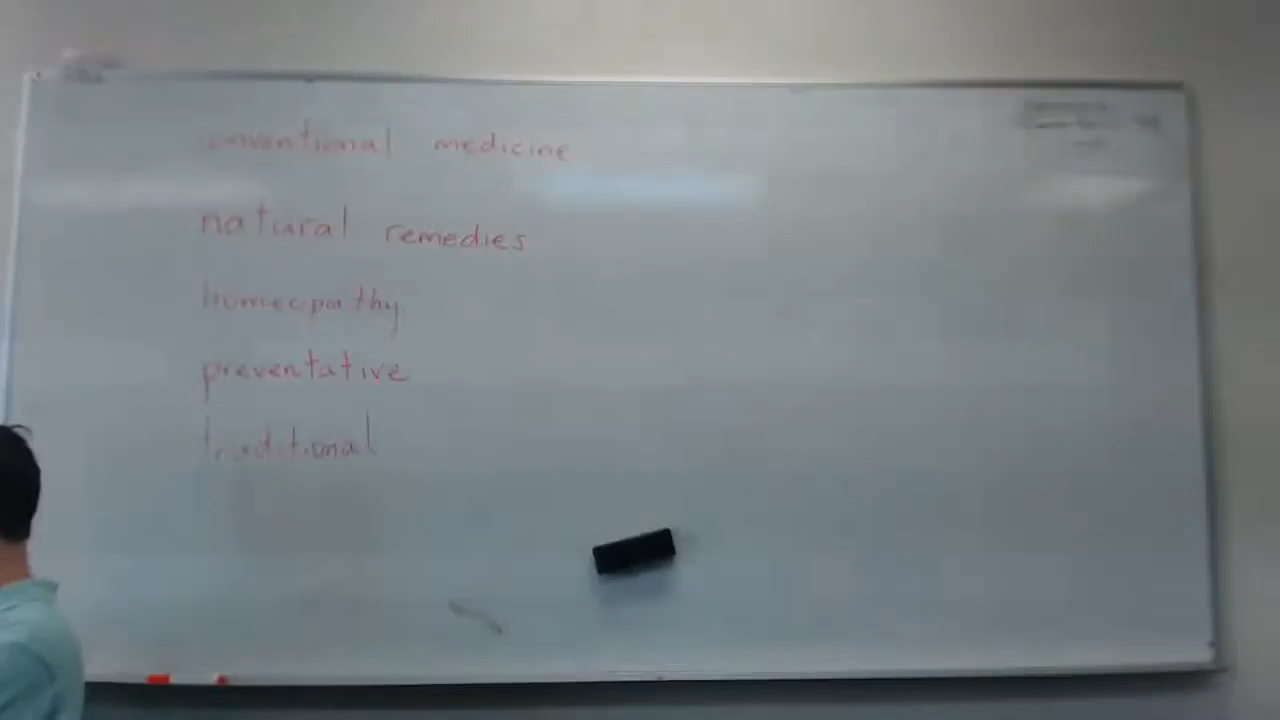 conventional medicine
natural remedies
homeopathy
preventative
traditional